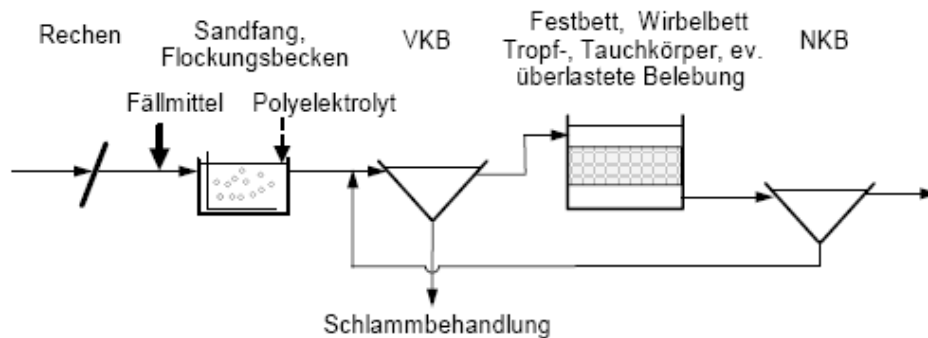 Rechen
Sandfang,
Flockungsbecken
VKB
Festbett, Wirbelbett
Tropf-, Tauchkörper, ev.
überlastete Belebung
NKB
Fällmittel
Polyelektrolyt
Schlammbehandlung